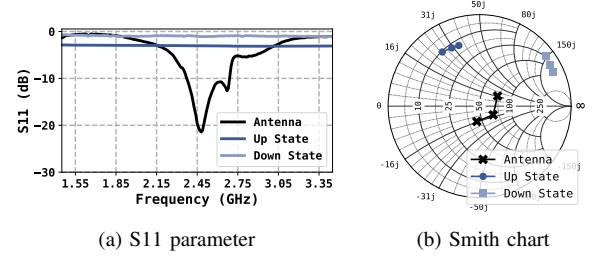 0
-10
-20
-30
S11 (dB)
1.55 1.85 2.15 2.45 2.75 3.05 3.35
Frequency (GHz)
Antenna
Up State
Down State
(a) S11 parameter
50j
31j
80j
16j
150j
0
10
25
50
100
250
∞
-16j
-150j
-31j
-50j
Antenna
Up State
Down State
(b) Smith chart